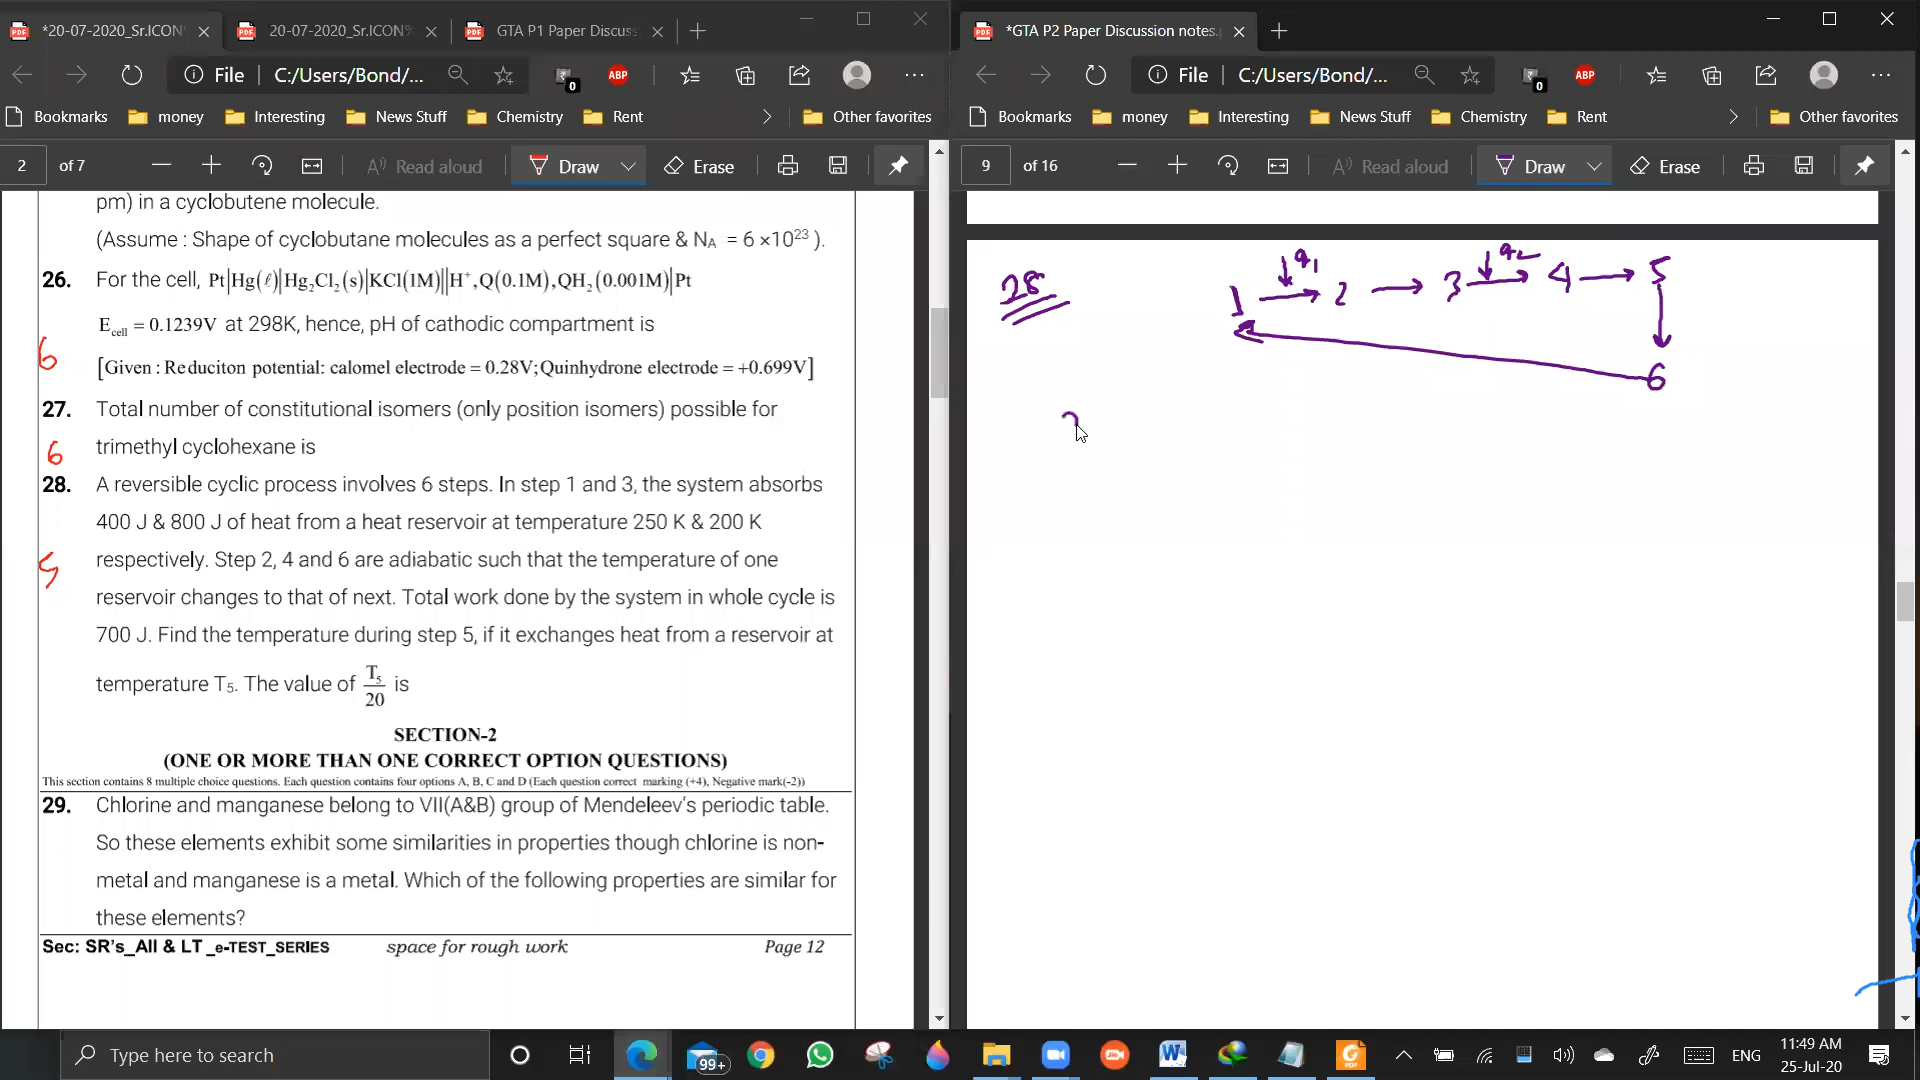 *20-07-2020_Sr.ICON
20-07-2020_Sr.ICON%
GTA P1 Paper Discuss
*GTA P2 Paper Discussion notes.
File
C:/Users/Bond/...
0
ABP
File
C:/Users/Bond/...
0
ABP
Bookmarks
money
Interesting
News Stuff
Chemistry
Rent
Other favorites
Bookmarks
money
Interesting
News Stuff
Chemistry
Rent
Other favorites
2 of 7
Read aloud
Draw
Erase
9 of 16
Read aloud
Draw
Erase
pm) in a cyclobutene molecule.
(Assume : Shape of cyclobutane molecules as a perfect square & NA = 6 ×10²³ ).
26. For the cell, Pt|Hg(ℓ)|Hg₂Cl₂(s)|KCl(1M)||H⁺,Q(0.1M),QH₂(0.001M)|Pt
Ecell = 0.1239V at 298K, hence, pH of cathodic compartment is
6
[Given : Reduciton potential: calomel electrode = 0.28V;Quinhydrone electrode = +0.699V]
27. Total number of constitutional isomers (only position isomers) possible for
6 trimethyl cyclohexane is
28. A reversible cyclic process involves 6 steps. In step 1 and 3, the system absorbs
400 J & 800 J of heat from a heat reservoir at temperature 250 K & 200 K
5 respectively. Step 2, 4 and 6 are adiabatic such that the temperature of one
reservoir changes to that of next. Total work done by the system in whole cycle is
700 J. Find the temperature during step 5, if it exchanges heat from a reservoir at
temperature T₅. The value of T₅/20 is
SECTION-2
(ONE OR MORE THAN ONE CORRECT OPTION QUESTIONS)
This section contains 8 multiple choice questions. Each question contains four options A, B, C and D (Each question correct marking (+4), Negative mark(-2))
29. Chlorine and manganese belong to VII(A&B) group of Mendeleev's periodic table.
So these elements exhibit some similarities in properties though chlorine is non-
metal and manganese is a metal. Which of the following properties are similar for
these elements?
Sec: SR's_All & LT _e-TEST_SERIES space for rough work Page 12
28
q₁ q₂
1 → 2 → 3 → 4 → 5
6
Type here to search
99+
ENG
11:49 AM
25-Jul-20